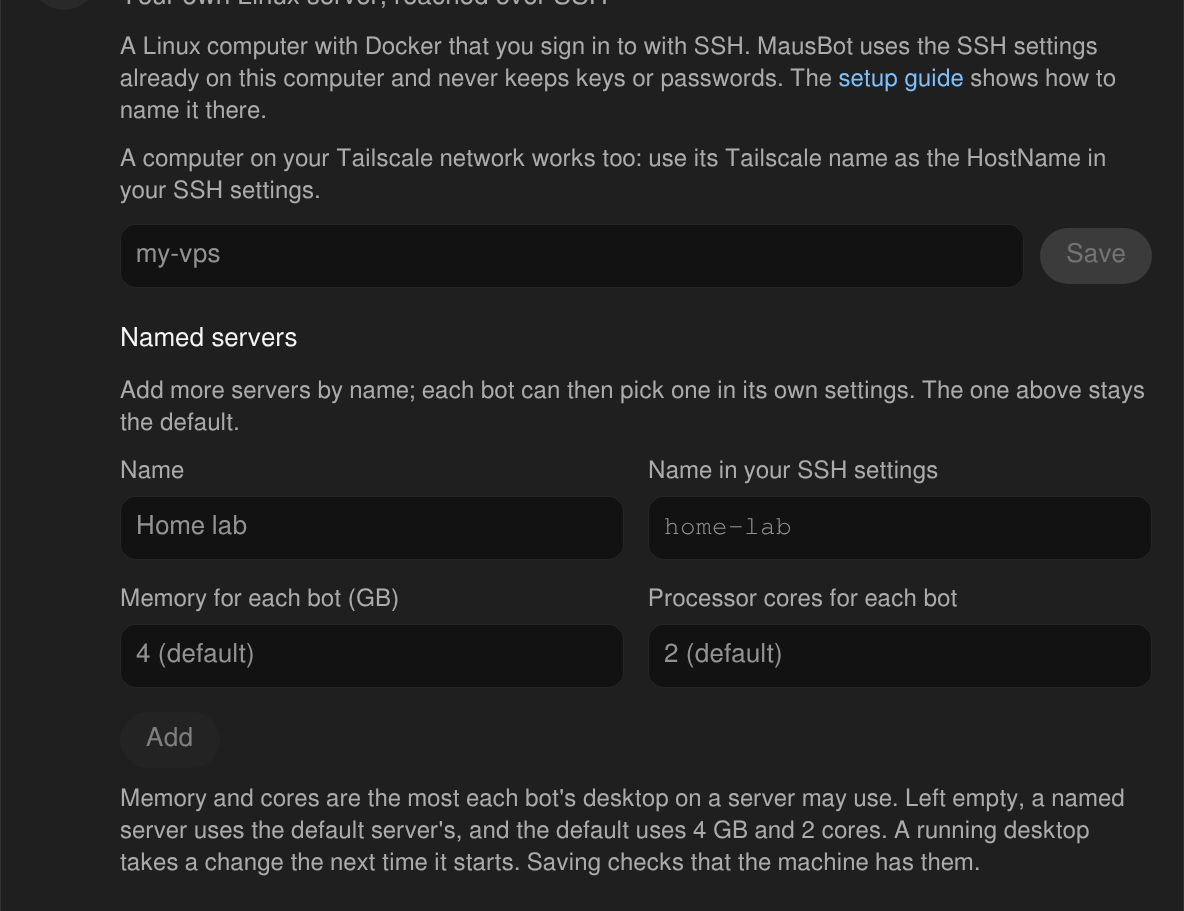 Your own Linux server, reached over SSH
A Linux computer with Docker that you sign in to with SSH. MausBot uses the SSH settings
already on this computer and never keeps keys or passwords. The setup guide shows how to
name it there.
A computer on your Tailscale network works too: use its Tailscale name as the HostName in
your SSH settings.
my-vps
Save
Named servers
Add more servers by name; each bot can then pick one in its own settings. The one above stays
the default.
Name
Name in your SSH settings
Home lab
home-lab
Memory for each bot (GB)
Processor cores for each bot
4 (default)
2 (default)
Add
Memory and cores are the most each bot's desktop on a server may use. Left empty, a named
server uses the default server's, and the default uses 4 GB and 2 cores. A running desktop
takes a change the next time it starts. Saving checks that the machine has them.